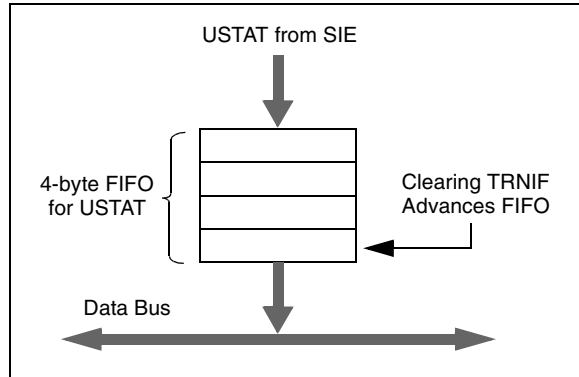 USTAT from SIE
4-byte FIFO
for USTAT
Clearing TRNIF
Advances FIFO
Data Bus